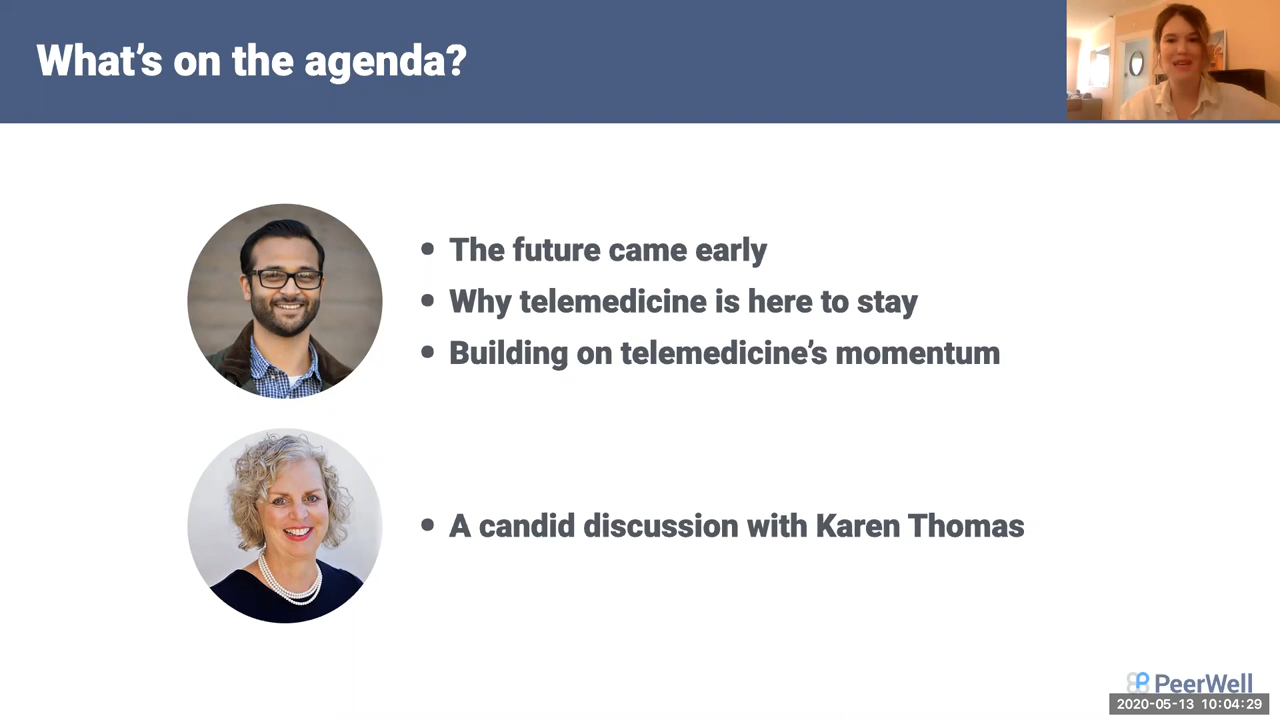 What's on the agenda?
• The future came early
• Why telemedicine is here to stay
• Building on telemedicine's momentum
• A candid discussion with Karen Thomas
PeerWell
2020-05-13 10:04:29